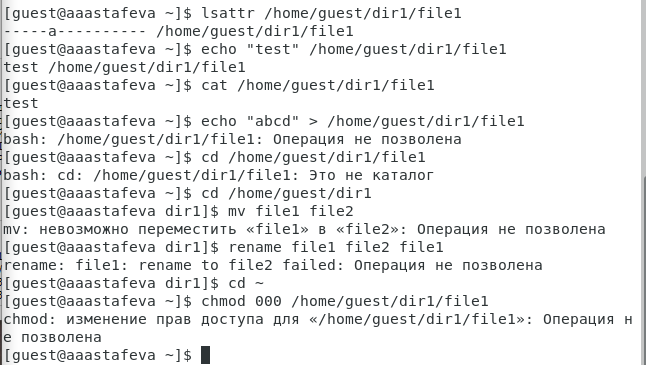 [guest@aaastafeva ~]$ lsattr /home/guest/dir1/file1
-----a---------- /home/guest/dir1/file1
[guest@aaastafeva ~]$ echo "test" /home/guest/dir1/file1
test /home/guest/dir1/file1
[guest@aaastafeva ~]$ cat /home/guest/dir1/file1
test
[guest@aaastafeva ~]$ echo "abcd" > /home/guest/dir1/file1
bash: /home/guest/dir1/file1: Операция не позволена
[guest@aaastafeva ~]$ cd /home/guest/dir1/file1
bash: cd: /home/guest/dir1/file1: Это не каталог
[guest@aaastafeva ~]$ cd /home/guest/dir1
[guest@aaastafeva dir1]$ mv file1 file2
mv: невозможно переместить «file1» в «file2»: Операция не позволена
[guest@aaastafeva dir1]$ rename file1 file2 file1
rename: file1: rename to file2 failed: Операция не позволена
[guest@aaastafeva dir1]$ cd ~
[guest@aaastafeva ~]$ chmod 000 /home/guest/dir1/file1
chmod: изменение прав доступа для «/home/guest/dir1/file1»: Операция н
е позволена
[guest@aaastafeva ~]$